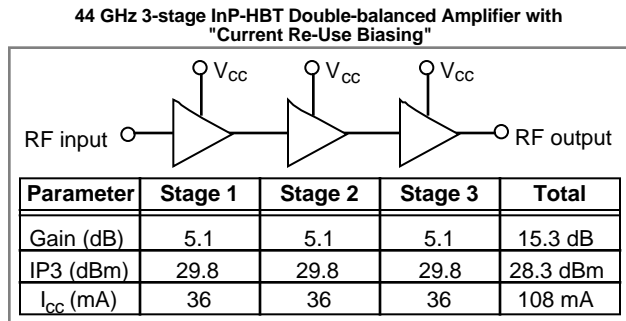 44 GHz 3-stage InP-HBT Double-balanced Amplifier with
"Current Re-Use Biasing"
VCC VCC VCC
RF input RF output
Parameter Stage 1 Stage 2 Stage 3 Total
Gain (dB) 5.1 5.1 5.1 15.3 dB
IP3 (dBm) 29.8 29.8 29.8 28.3 dBm
Icc (mA) 36 36 36 108 mA